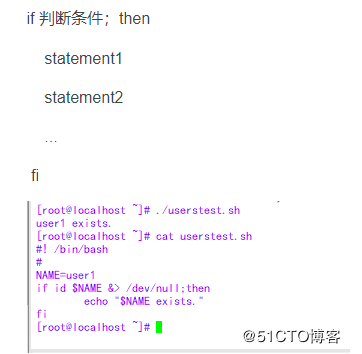 if 判断条件；then
statement1
statement2
...
fi
[root@localhost ~]# ./userstest.sh
user1 exists.
[root@localhost ~]# cat userstest.sh
#! /bin/bash
#
NAME=user1
if id $NAME &> /dev/null;then
echo "$NAME exists."
fi
[root@localhost ~]#
@51CTO博客